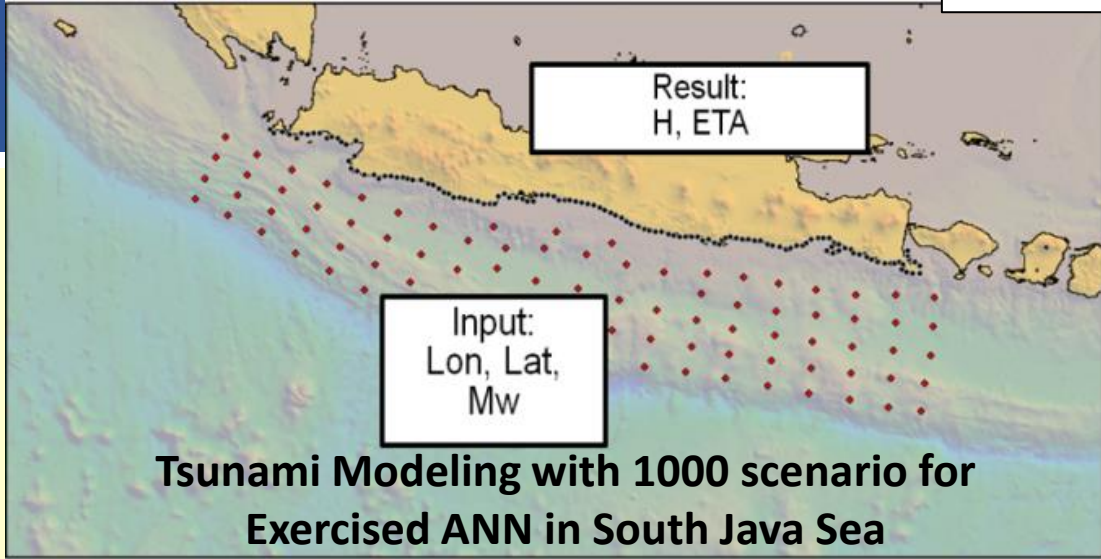 Result:
H, ETA
Input:
Lon, Lat,
Mw
Tsunami Modeling with 1000 scenario for
Exercised ANN in South Java Sea